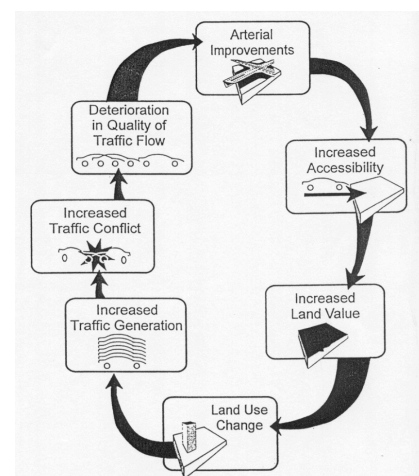 Arterial
Improvements
Increased
Accessibility
Increased
Land Value
Land Use
Change
Increased
Traffic Generation
Increased
Traffic Conflict
Deterioration
in Quality of
Traffic Flow